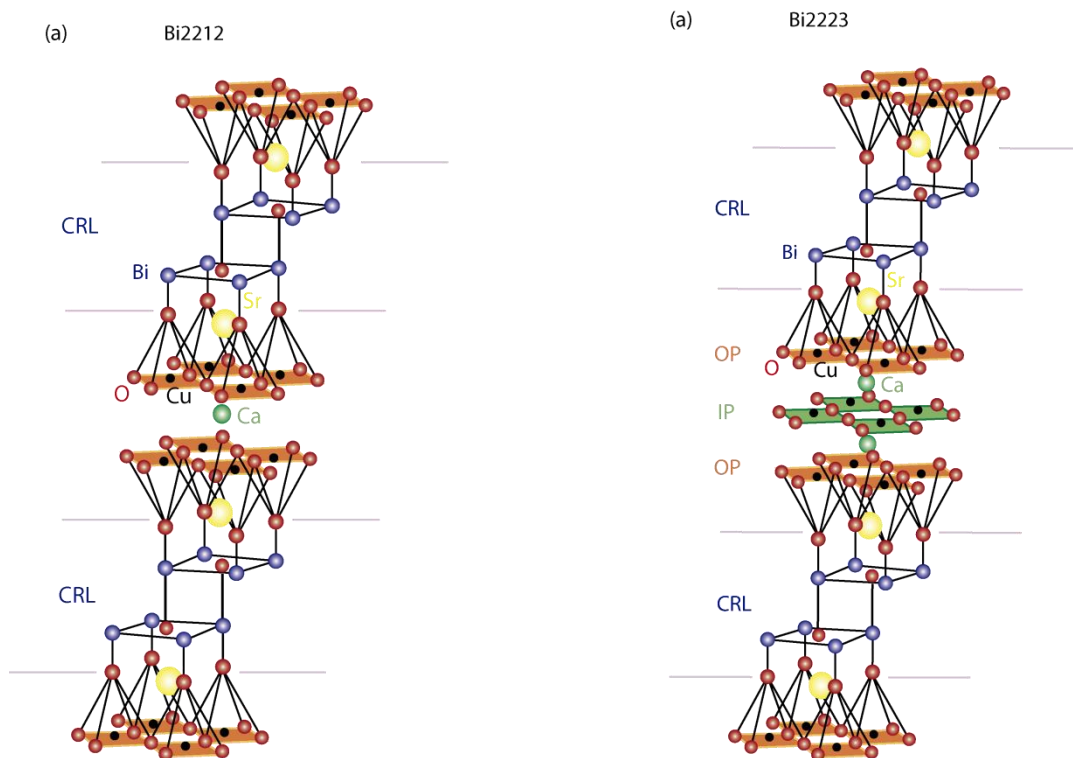 (a) Bi2212
CRL
Bi
Sr
O
Cu
Ca
CRL
(a) Bi2223
CRL
Bi
Sr
OP
O
Cu
Ca
IP
OP
CRL